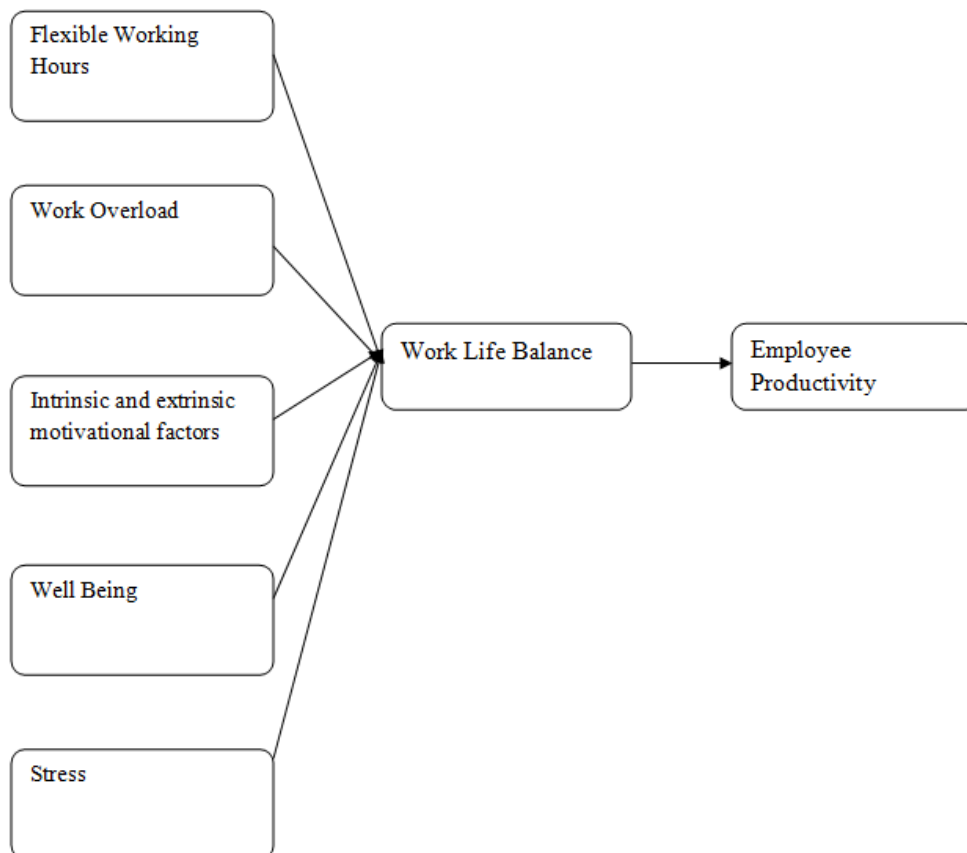 Flexible Working
Hours
Work Overload
Intrinsic and extrinsic
motivational factors
Well Being
Stress
Work Life Balance
Employee
Productivity